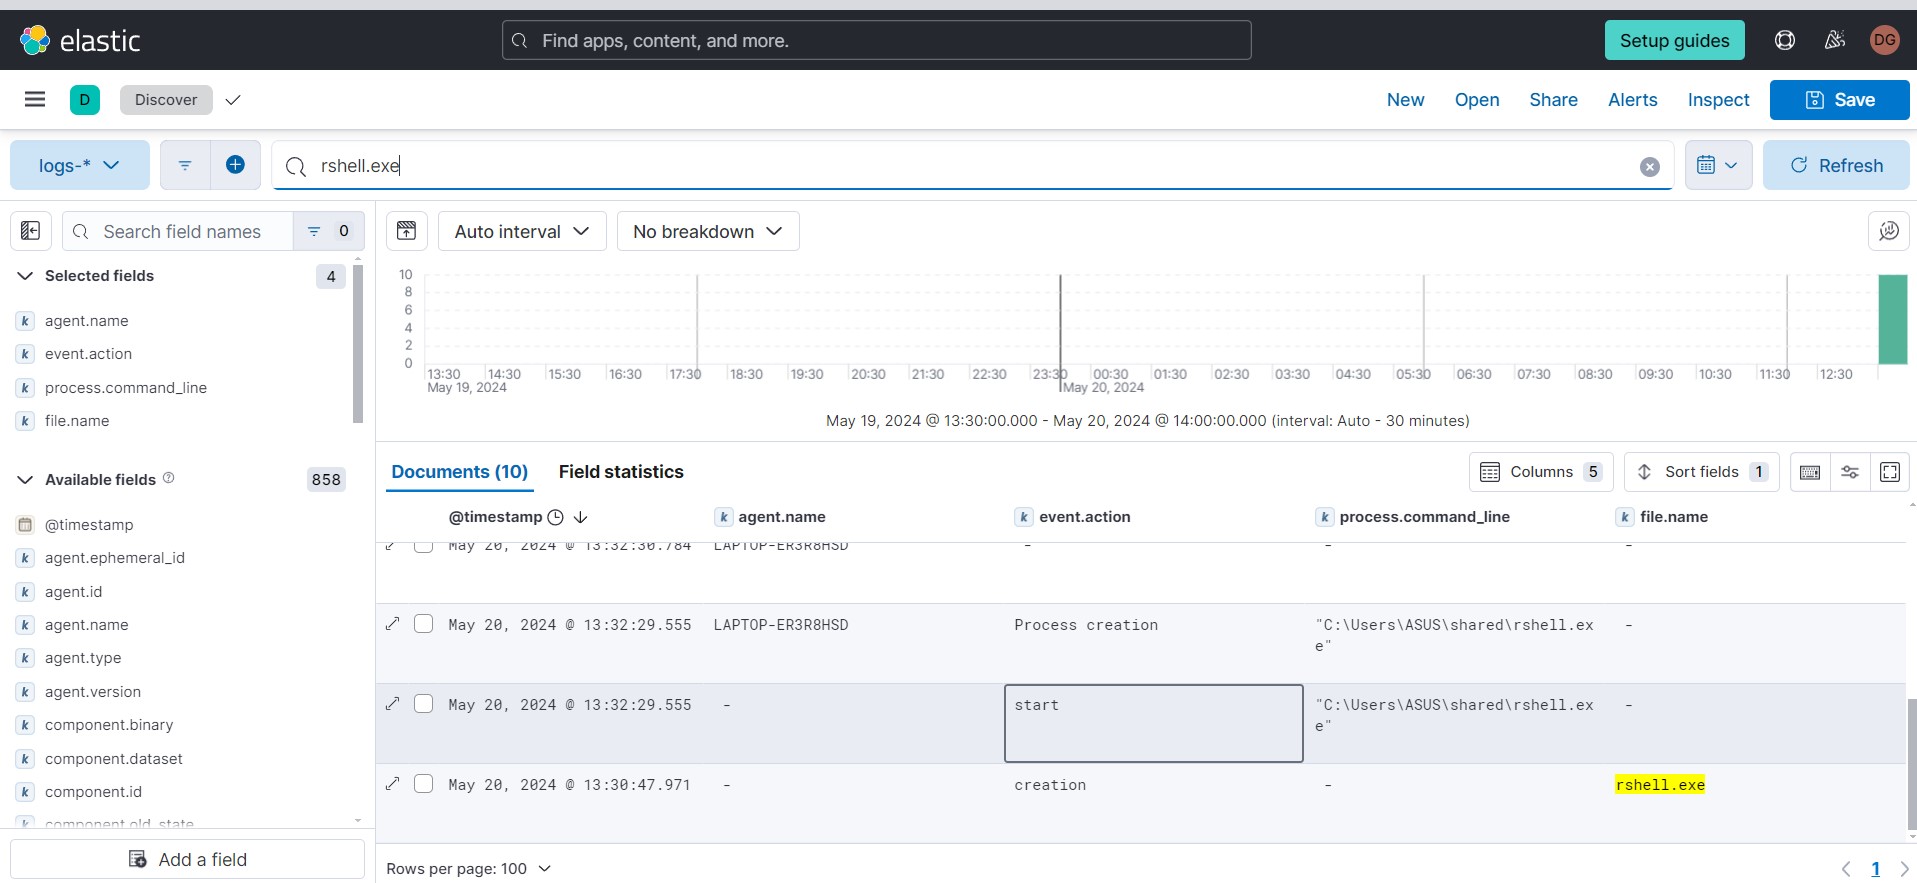 elastic
Find apps, content, and more.
Setup guides
DG
D
Discover
New
Open
Share
Alerts
Inspect
Save
logs-*
rshell.exe
Refresh
Search field names
0
Auto interval
No breakdown
Selected fields
4
k agent.name
k event.action
k process.command_line
k file.name
Available fields
858
@timestamp
k agent.ephemeral_id
k agent.id
k agent.name
k agent.type
k agent.version
k component.binary
k component.dataset
k component.id
k component.old_state
Add a field
10
8
6
4
2
0
13:30 14:30 15:30 16:30 17:30 18:30 19:30 20:30 21:30 22:30 23:30 00:30 01:30 02:30 03:30 04:30 05:30 06:30 07:30 08:30 09:30 10:30 11:30 12:30
May 19, 2024 May 20, 2024
May 19, 2024 @ 13:30:00.000 - May 20, 2024 @ 14:00:00.000 (interval: Auto - 30 minutes)
Documents (10)
Field statistics
Columns 5
Sort fields 1
@timestamp k agent.name k event.action k process.command_line k file.name
May 20, 2024 @ 13:32:30.784 LAPTOP-ER3R8HSD - - -
May 20, 2024 @ 13:32:29.555 LAPTOP-ER3R8HSD Process creation "C:\Users\ASUS\shared\rshell.ex -
e"
May 20, 2024 @ 13:32:29.555 - start "C:\Users\ASUS\shared\rshell.ex -
e"
May 20, 2024 @ 13:30:47.971 - creation - rshell.exe
Rows per page: 100
1